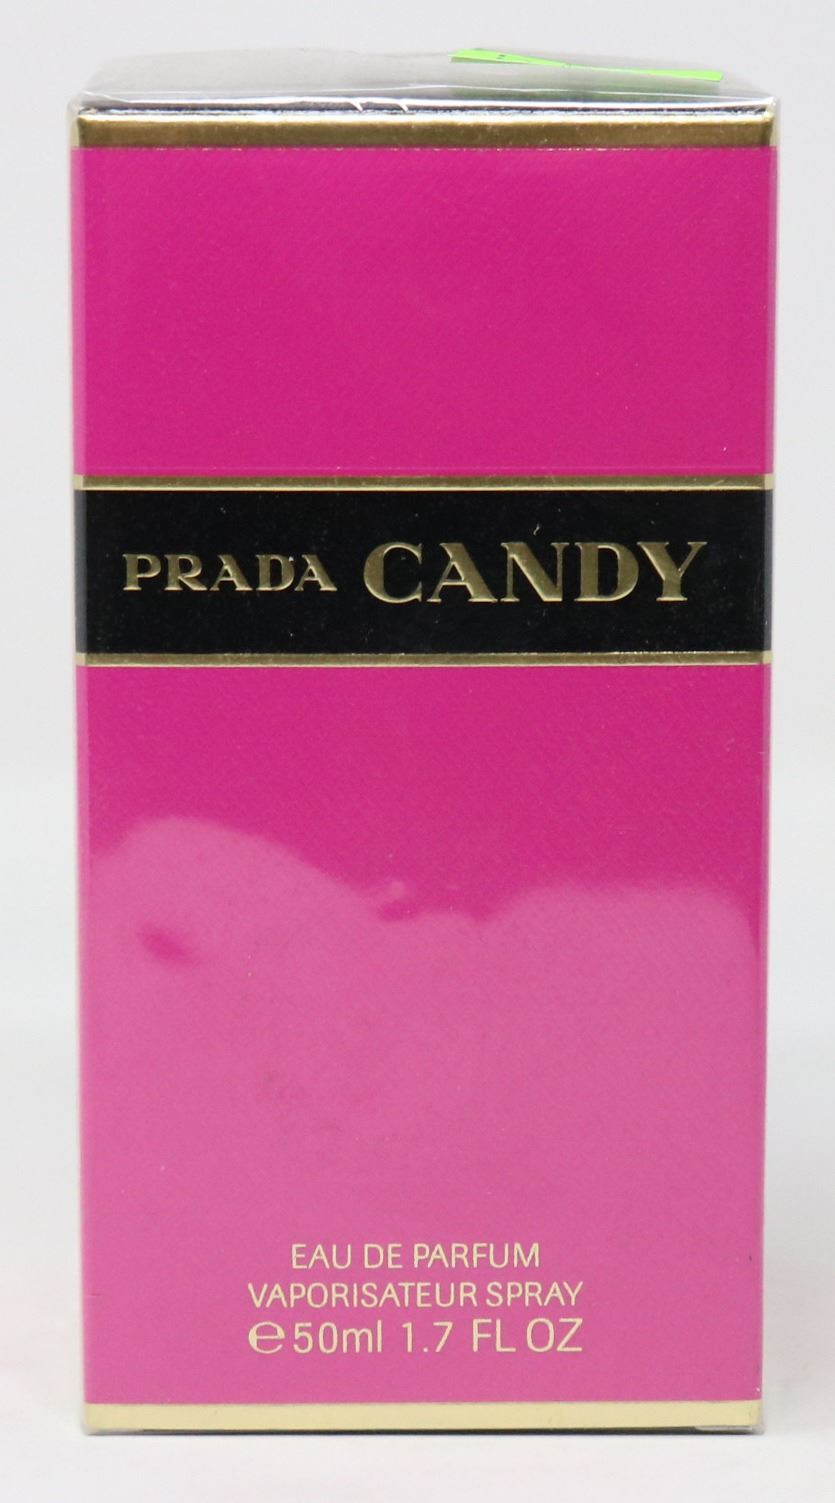 PRADA CANDY
EAU DE PARFUM
VAPORISATEUR SPRAY
℮50ml 1.7 FL OZ